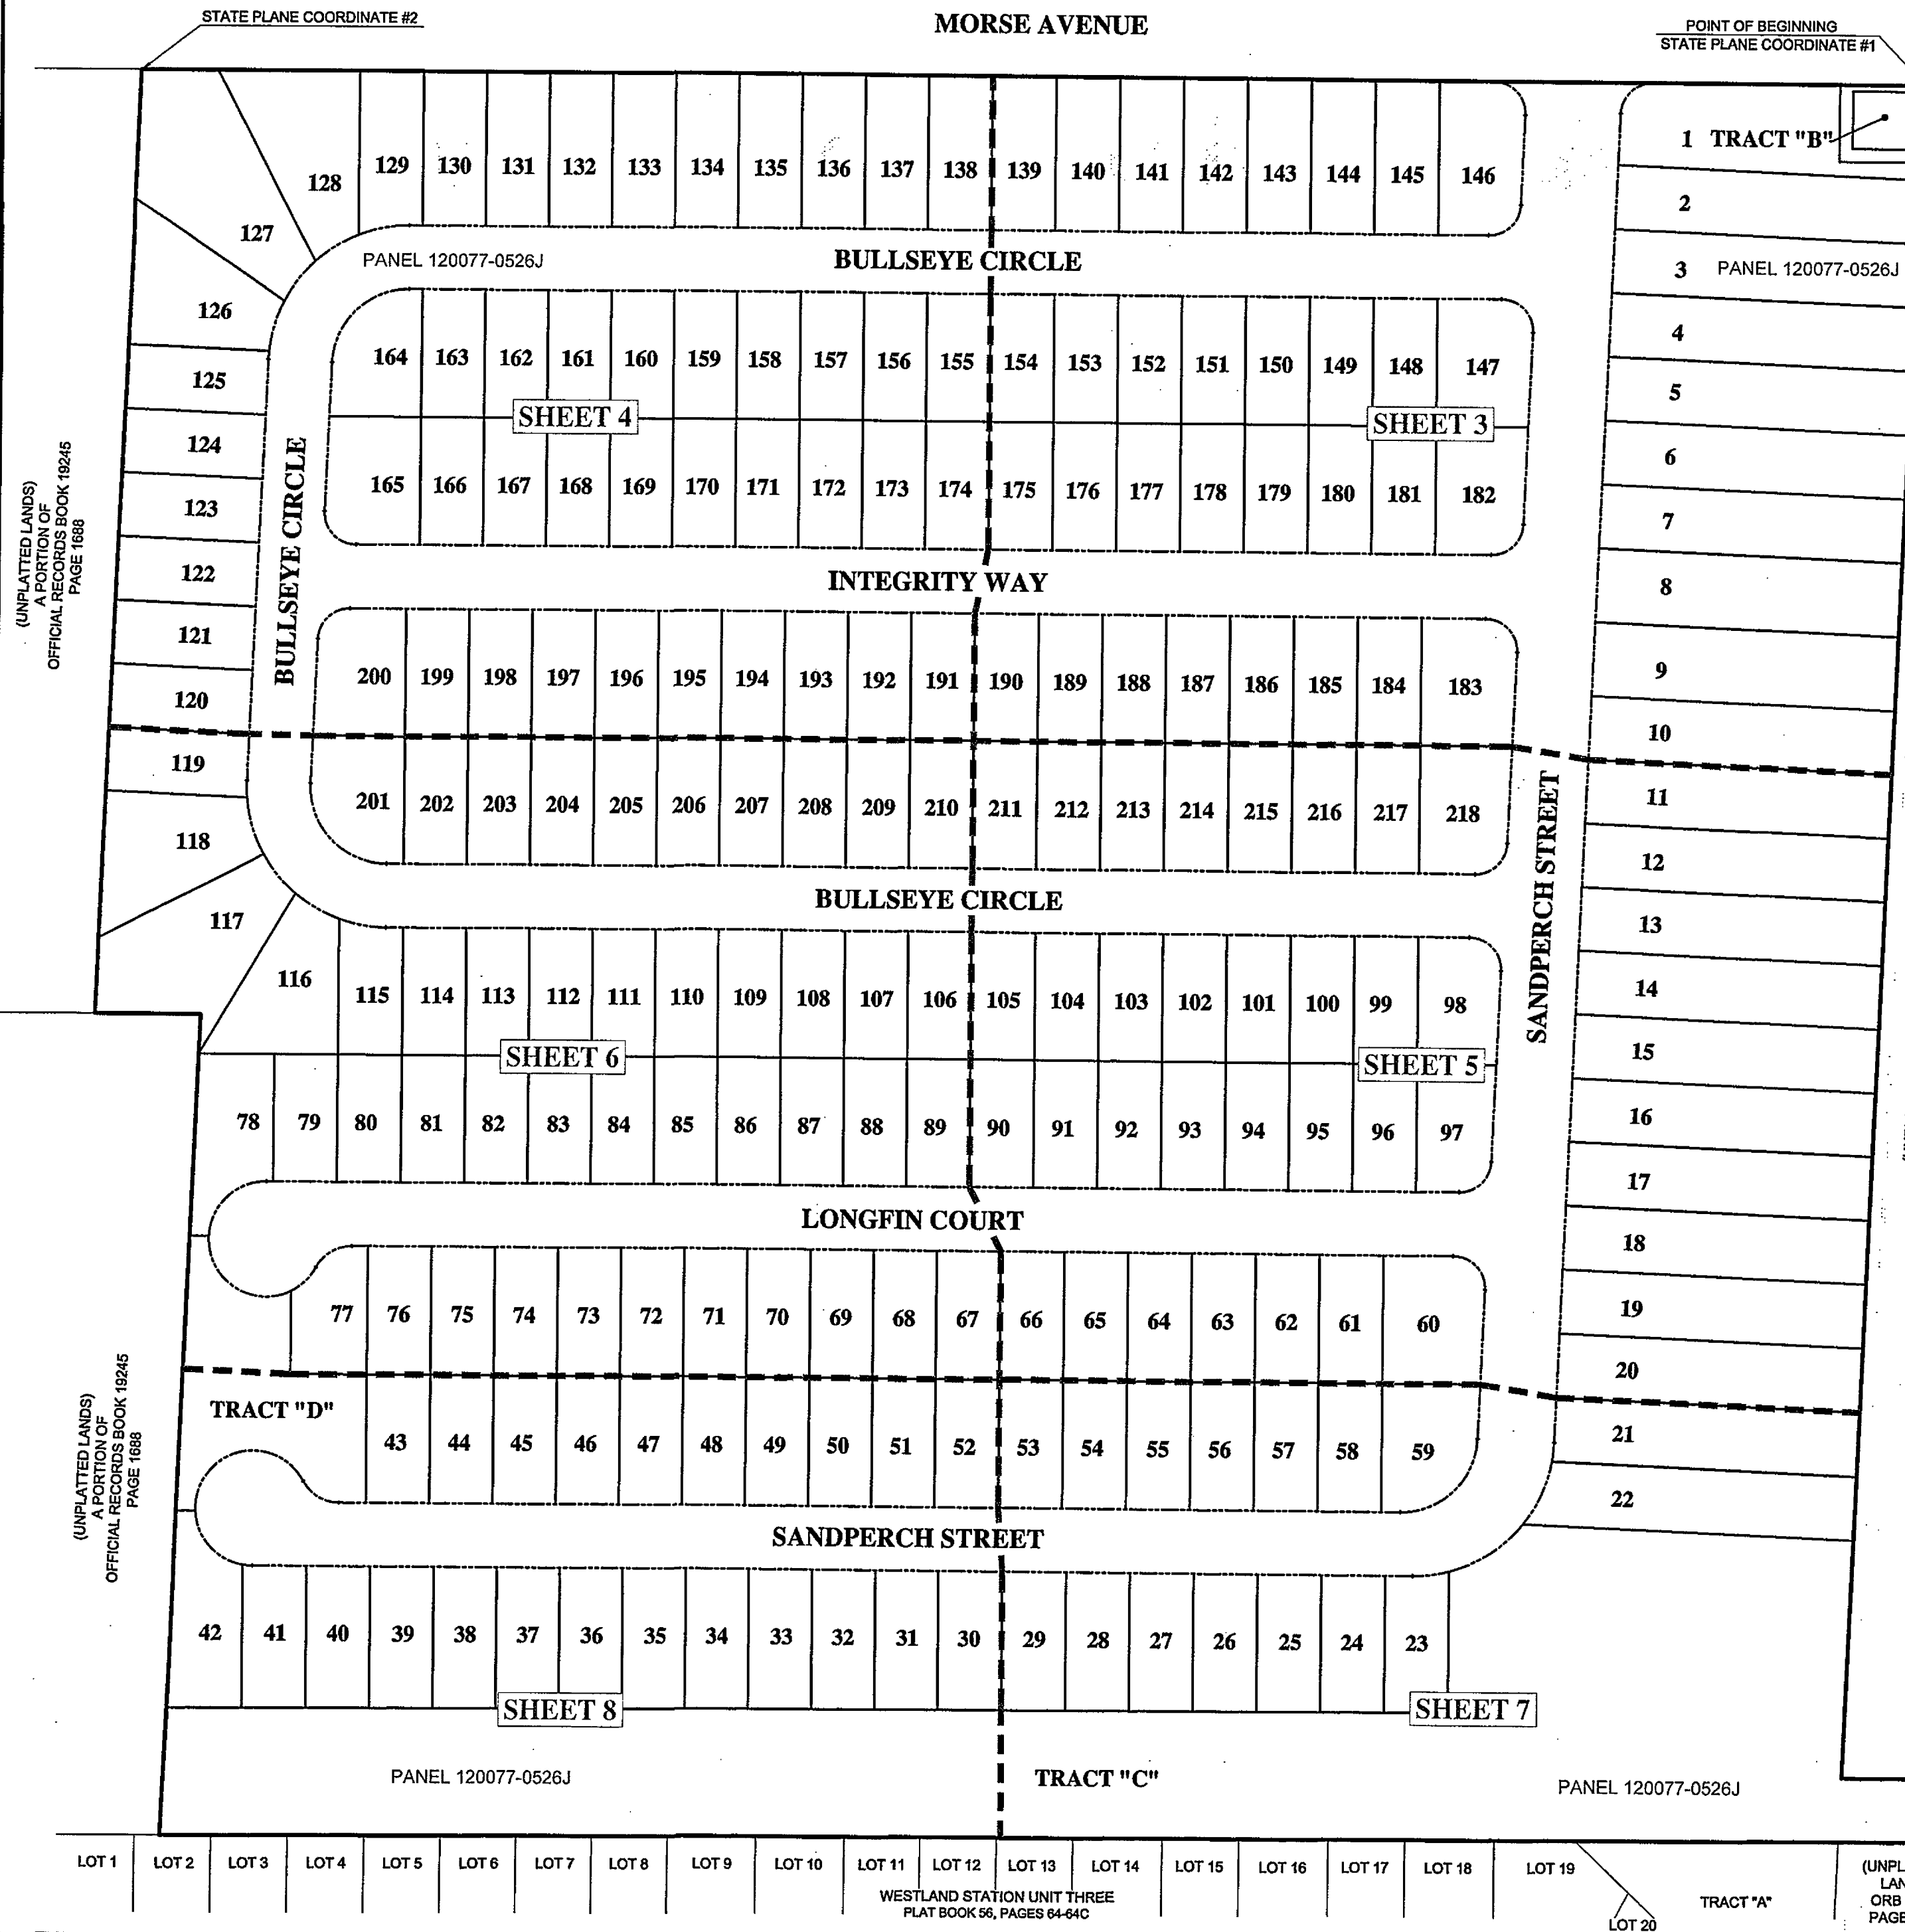 STATE PLANE COORDINATE #2
MORSE AVENUE
POINT OF BEGINNING
STATE PLANE COORDINATE #1
1 TRACT "B"
2
3 PANEL 120077-0526J
4
5
6
7
8
9
10
11
12
13
14
15
16
17
18
19
20
21
22
128 129 130 131 132 133 134 135 136 137 138 139 140 141 142 143 144 145 146
127
PANEL 120077-0526J
BULLSEYE CIRCLE
126
125
124
123
122
121
120
119
118
117
116
(UNPLATTED LANDS)
A PORTION OF
OFFICIAL RECORDS BOOK 19245
PAGE 1688
BULLSEYE CIRCLE
164 163 162 161 160 159 158 157 156 155 154 153 152 151 150 149 148 147
SHEET 4
SHEET 3
165 166 167 168 169 170 171 172 173 174 175 176 177 178 179 180 181 182
INTEGRITY WAY
200 199 198 197 196 195 194 193 192 191 190 189 188 187 186 185 184 183
201 202 203 204 205 206 207 208 209 210 211 212 213 214 215 216 217 218
SANDPERCH STREET
BULLSEYE CIRCLE
115 114 113 112 111 110 109 108 107 106 105 104 103 102 101 100 99 98
SHEET 6
SHEET 5
78 79 80 81 82 83 84 85 86 87 88 89 90 91 92 93 94 95 96 97
LONGFIN COURT
77 76 75 74 73 72 71 70 69 68 67 66 65 64 63 62 61 60
(UNPLATTED LANDS)
A PORTION OF
OFFICIAL RECORDS BOOK 19245
PAGE 1688
TRACT "D"
43 44 45 46 47 48 49 50 51 52 53 54 55 56 57 58 59
SANDPERCH STREET
42 41 40 39 38 37 36 35 34 33 32 31 30 29 28 27 26 25 24 23
SHEET 8
SHEET 7
PANEL 120077-0526J
TRACT "C"
PANEL 120077-0526J
LOT 1 LOT 2 LOT 3 LOT 4 LOT 5 LOT 6 LOT 7 LOT 8 LOT 9 LOT 10 LOT 11 LOT 12 LOT 13 LOT 14 LOT 15 LOT 16 LOT 17 LOT 18 LOT 19
WESTLAND STATION UNIT THREE
PLAT BOOK 56, PAGES 64-64C
LOT 20
TRACT "A"
(UNPL
LAN
ORB
PAGE